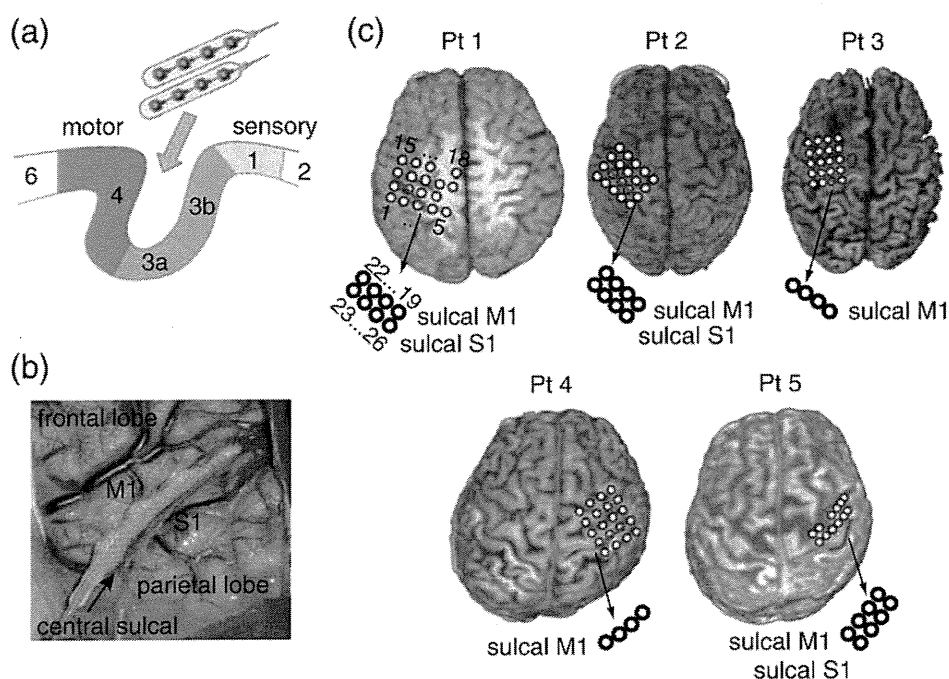 (a)
motor
sensory
6
4
3a
3b
1
2
(b)
frontal lobe
M1
S1
parietal lobe
central sulcal
(c)
Pt 1
15 ... 18
1 ... 5
22 ... 19
23 ... 26
sulcal M1
sulcal S1
Pt 2
sulcal M1
sulcal S1
Pt 3
sulcal M1
Pt 4
sulcal M1
Pt 5
sulcal M1
sulcal S1